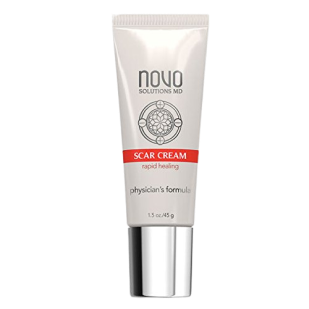 novo
SOLUTIONS MD
SCAR CREAM
rapid healing
physician's formula
1.5 oz/45 g